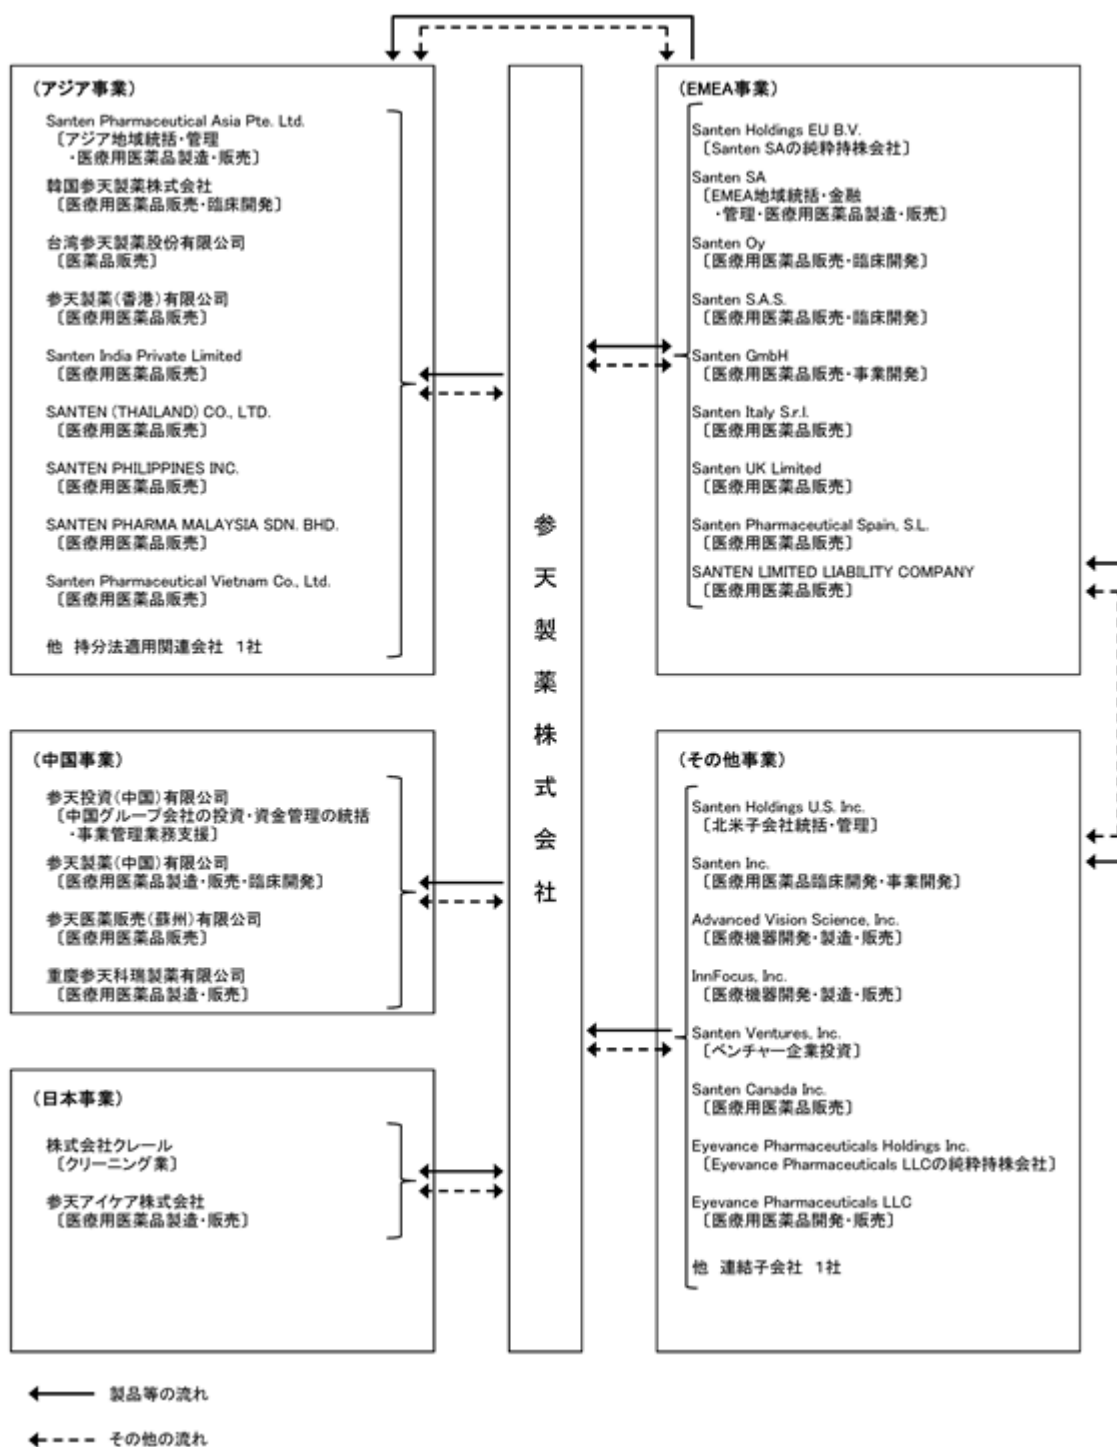 (アジア事業)
Santen Pharmaceutical Asia Pte. Ltd.
〔アジア地域統括・管理
・医療用医薬品製造・販売〕
韓国参天製薬株式会社
〔医療用医薬品販売・臨床開発〕
台湾参天製薬股份有限公司
〔医薬品販売〕
参天製薬(香港)有限公司
〔医療用医薬品販売〕
Santen India Private Limited
〔医療用医薬品販売〕
SANTEN (THAILAND) CO., LTD.
〔医療用医薬品販売〕
SANTEN PHILIPPINES INC.
〔医療用医薬品販売〕
SANTEN PHARMA MALAYSIA SDN. BHD.
〔医療用医薬品販売〕
Santen Pharmaceutical Vietnam Co., Ltd.
〔医療用医薬品販売〕
他 持分法適用関連会社 1社
(中国事業)
参天投資(中国)有限公司
〔中国グループ会社の投資・資金管理の統括
・事業管理業務支援〕
参天製薬(中国)有限公司
〔医療用医薬品製造・販売・臨床開発〕
参天医薬販売(蘇州)有限公司
〔医療用医薬品販売〕
重慶参天科瑞製薬有限公司
〔医療用医薬品製造・販売〕
(日本事業)
株式会社クレール
〔クリーニング業〕
参天アイケア株式会社
〔医療用医薬品製造・販売〕
参天製薬株式会社
(EMEA事業)
Santen Holdings EU B.V.
〔Santen SAの純粋持株会社〕
Santen SA
〔EMEA地域統括・金融
・管理・医療用医薬品製造・販売〕
Santen Oy
〔医療用医薬品販売・臨床開発〕
Santen S.A.S.
〔医療用医薬品販売・臨床開発〕
Santen GmbH
〔医療用医薬品販売・事業開発〕
Santen Italy S.r.l.
〔医療用医薬品販売〕
Santen UK Limited
〔医療用医薬品販売〕
Santen Pharmaceutical Spain, S.L.
〔医療用医薬品販売〕
SANTEN LIMITED LIABILITY COMPANY
〔医療用医薬品販売〕
(その他事業)
Santen Holdings U.S. Inc.
〔北米子会社統括・管理〕
Santen Inc.
〔医療用医薬品臨床開発・事業開発〕
Advanced Vision Science, Inc.
〔医療機器開発・製造・販売〕
InnFocus, Inc.
〔医療機器開発・製造・販売〕
Santen Ventures, Inc.
〔ベンチャー企業投資〕
Santen Canada Inc.
〔医療用医薬品販売〕
Eyevance Pharmaceuticals Holdings Inc.
〔Eyevance Pharmaceuticals LLCの純粋持株会社〕
Eyevance Pharmaceuticals LLC
〔医療用医薬品開発・販売〕
他 連結子会社 1社
製品等の流れ
その他の流れ